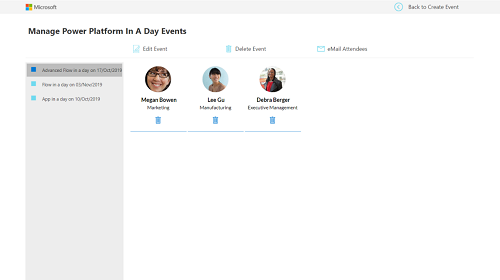 Microsoft
Back to Create Event
Manage Power Platform In A Day Events
Edit Event
Delete Event
eMail Attendees
Advanced Flow in a day on 17/Oct/2019
Flow in a day on 05/Nov/2019
App in a day on 10/Oct/2019
Megan Bowen
Marketing
Lee Gu
Manufacturing
Debra Berger
Executive Management